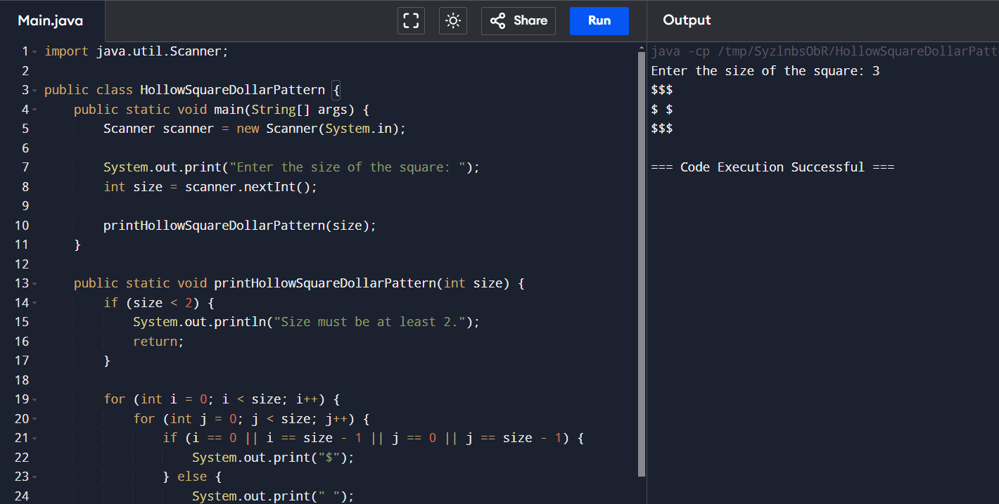 Main.java
Share
Run
Output
1 import java.util.Scanner;
2
3 public class HollowSquareDollarPattern {
4     public static void main(String[] args) {
5         Scanner scanner = new Scanner(System.in);
6
7         System.out.print("Enter the size of the square: ");
8         int size = scanner.nextInt();
9
10         printHollowSquareDollarPattern(size);
11     }
12
13     public static void printHollowSquareDollarPattern(int size) {
14         if (size < 2) {
15             System.out.println("Size must be at least 2.");
16             return;
17         }
18
19         for (int i = 0; i < size; i++) {
20             for (int j = 0; j < size; j++) {
21                 if (i == 0 || i == size - 1 || j == 0 || j == size - 1) {
22                     System.out.print("$");
23                 } else {
24                     System.out.print(" ");
java -cp /tmp/SyzlnbsObR/HollowSquareDollarPatt
Enter the size of the square: 3
$$$
$ $
$$$
=== Code Execution Successful ===